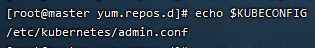 [root@master yum.repos.d]# echo $KUBECONFIG
/etc/kubernetes/admin.conf